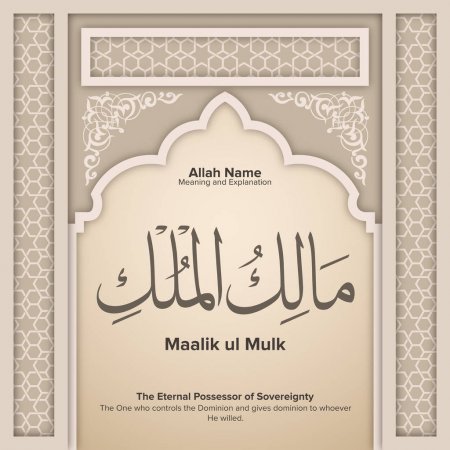 Allah Name
Meaning and Explanation
مَالِكُ الْمُلْكِ
Maalik ul Mulk
The Eternal Possessor of Sovereignty
The One who controls the Dominion and gives dominion to whoever
He willed.